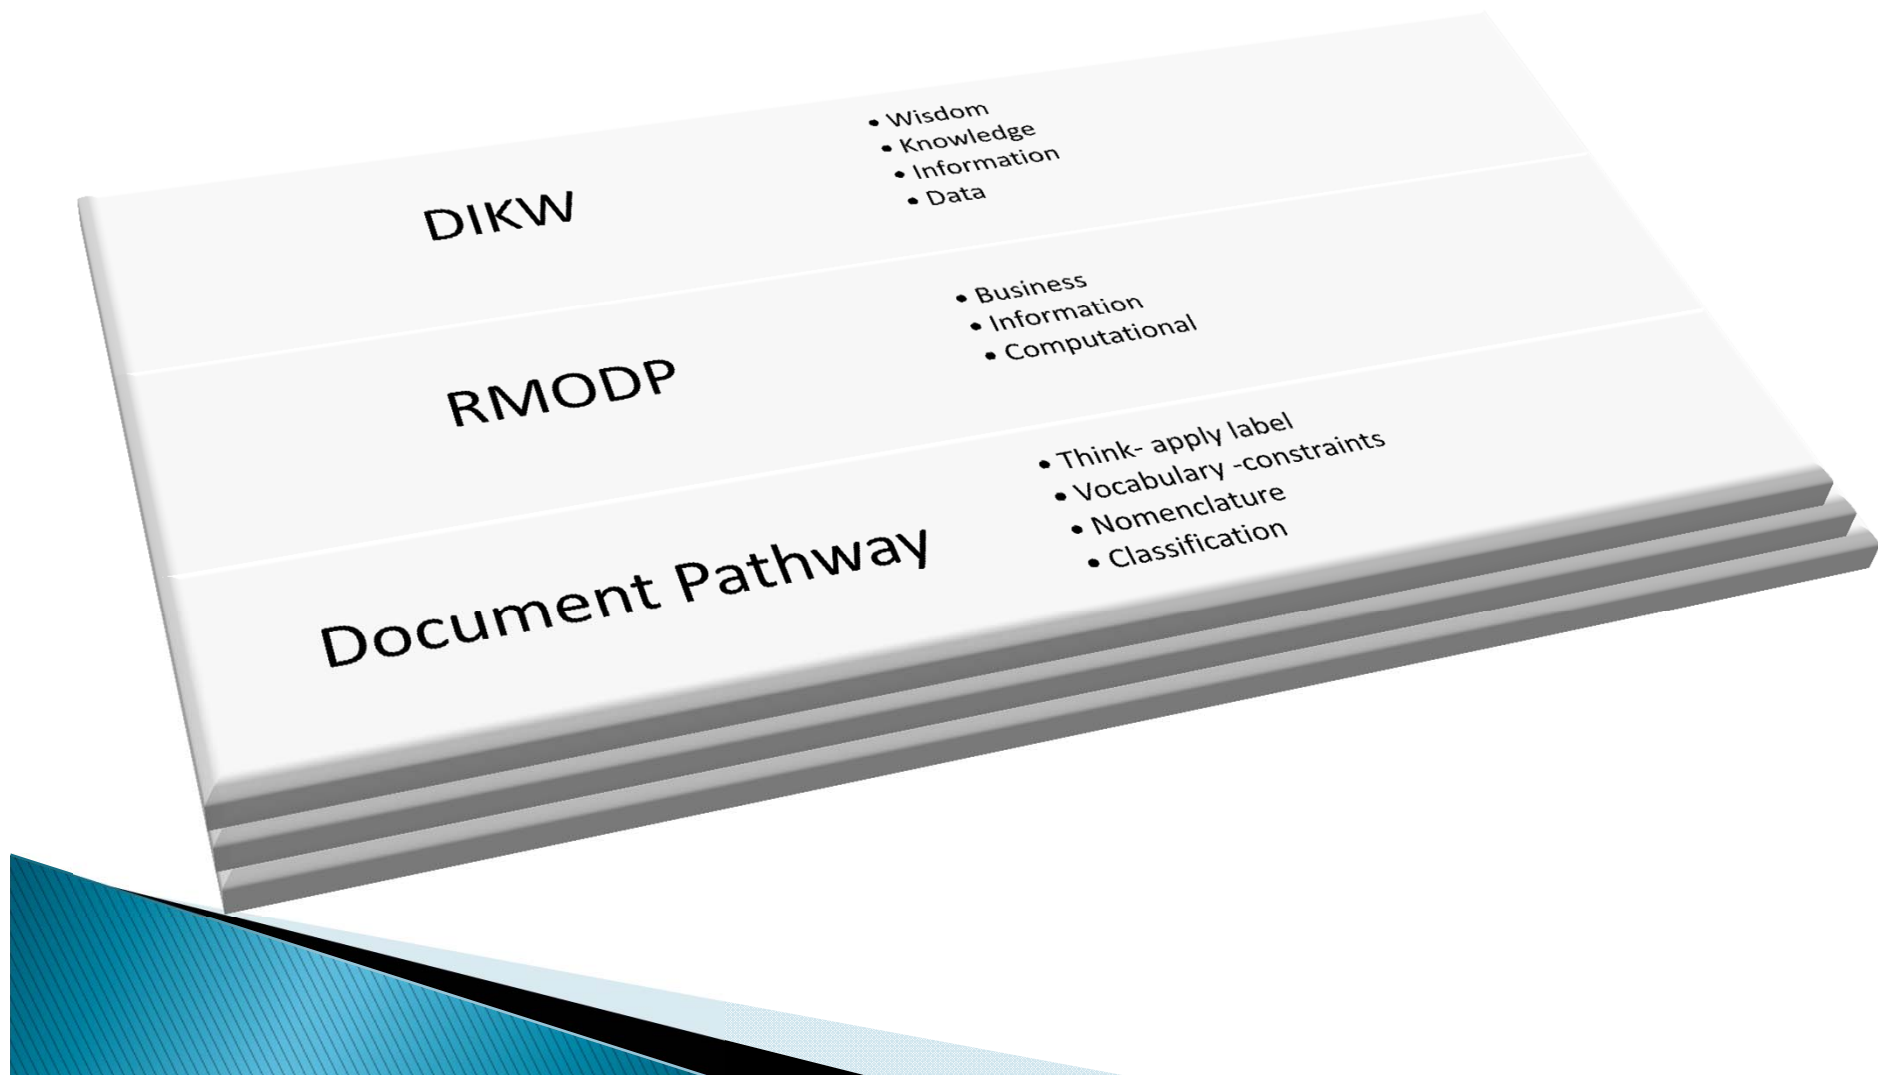 DIKW
• Wisdom
• Knowledge
• Information
• Data
RMODP
• Business
• Information
• Computational
Document Pathway
• Think- apply label
• Vocabulary -constraints
• Nomenclature
• Classification